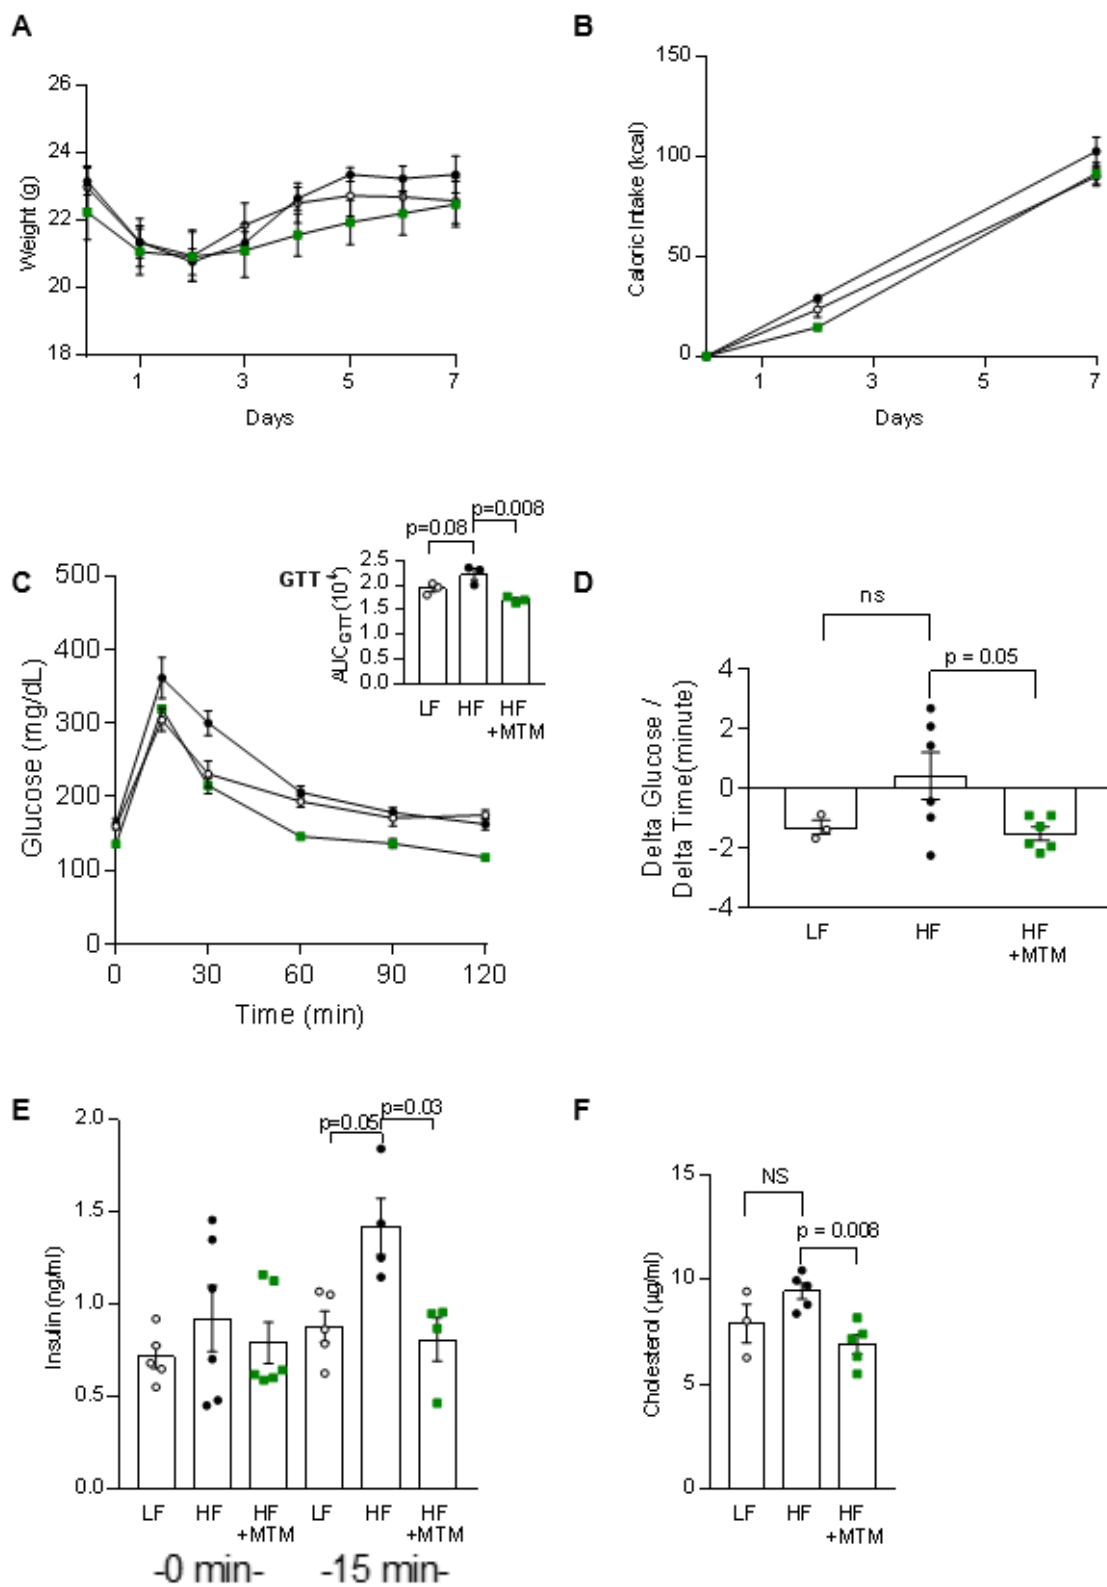 A
26
24
22
20
18
Weight (g)
1
3
5
7
Days
B
150
100
50
0
Caloric Intake (kcal)
1
3
5
7
Days
C
500
400
300
200
100
0
Glucose (mg/dL)
0
30
60
90
120
Time (min)
GTT
p=0.08
p=0.008
2.5
2.0
1.5
1.0
0.5
0.0
LF
HF
HF
+MTM
D
ns
p = 0.05
4
2
0
-2
-4
Delta Glucose /
Delta Time(minute)
LF
HF
HF
+MTM
E
p=0.05
p=0.03
2.0
1.5
1.0
0.5
0.0
Insulin (ng/ml)
LF
HF
HF
+MTM
LF
HF
HF
+MTM
-0 min-
-15 min-
F
NS
p = 0.008
15
10
5
0
Cholesterol (µg/ml)
LF
HF
HF
+MTM